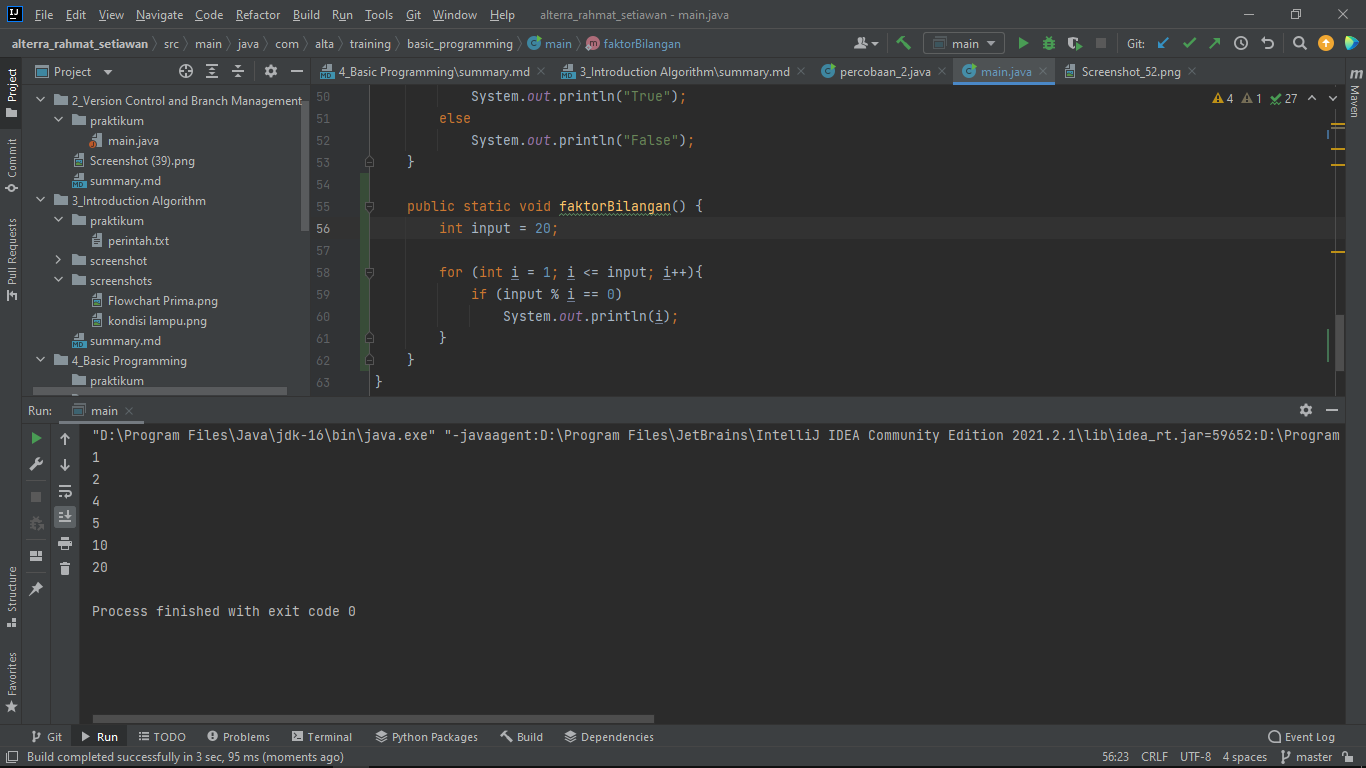 File Edit View Navigate Code Refactor Build Run Tools Git Window Help alterra_rahmat_setiawan - main.java
alterra_rahmat_setiawan src main java com alta training basic_programming main faktorBilangan main Git:
Project
4_Basic Programming\summary.md 3_Introduction Algorithm\summary.md percobaan_2.java main.java Screenshot_52.png
Project
Commit
Pull Requests
Structure
Favorites
2_Version Control and Branch Management
praktikum
main.java
Screenshot (39).png
summary.md
3_Introduction Algorithm
praktikum
perintah.txt
screenshot
screenshots
Flowchart Prima.png
kondisi lampu.png
summary.md
4_Basic Programming
praktikum
4 1 27
50 System.out.println("True");
51 else
52 System.out.println("False");
53 }
54
55 public static void faktorBilangan() {
56 int input = 20;
57
58 for (int i = 1; i <= input; i++){
59 if (input % i == 0)
60 System.out.println(i);
61 }
62 }
63 }
Maven
Run: main
"D:\Program Files\Java\jdk-16\bin\java.exe" "-javaagent:D:\Program Files\JetBrains\IntelliJ IDEA Community Edition 2021.2.1\lib\idea_rt.jar=59652:D:\Program
1
2
4
5
10
20
Process finished with exit code 0
Git Run TODO Problems Terminal Python Packages Build Dependencies Event Log
Build completed successfully in 3 sec, 95 ms (moments ago) 56:23 CRLF UTF-8 4 spaces master